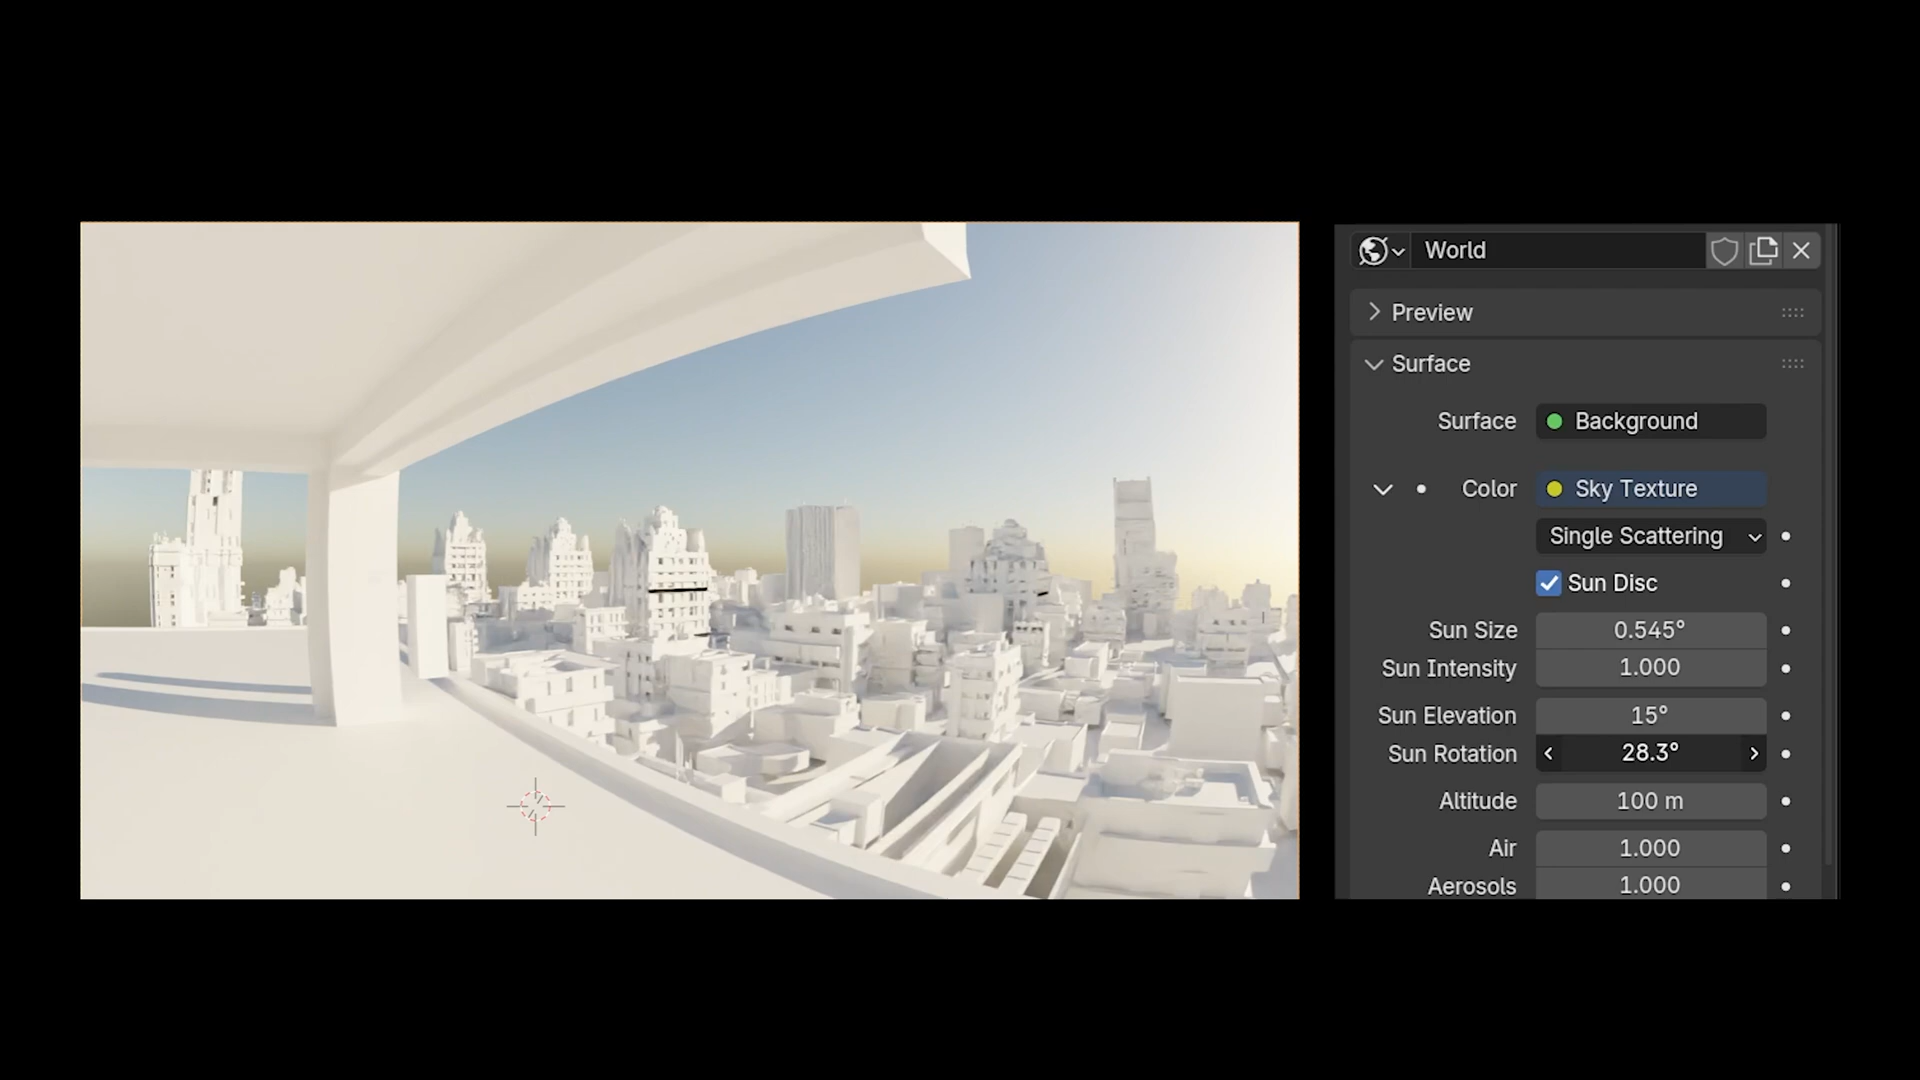 World
Preview
Surface
Surface Background
Color Sky Texture
Single Scattering
Sun Disc
Sun Size 0.545°
Sun Intensity 1.000
Sun Elevation 15°
Sun Rotation 28.3°
Altitude 100 m
Air 1.000
Aerosols 1.000